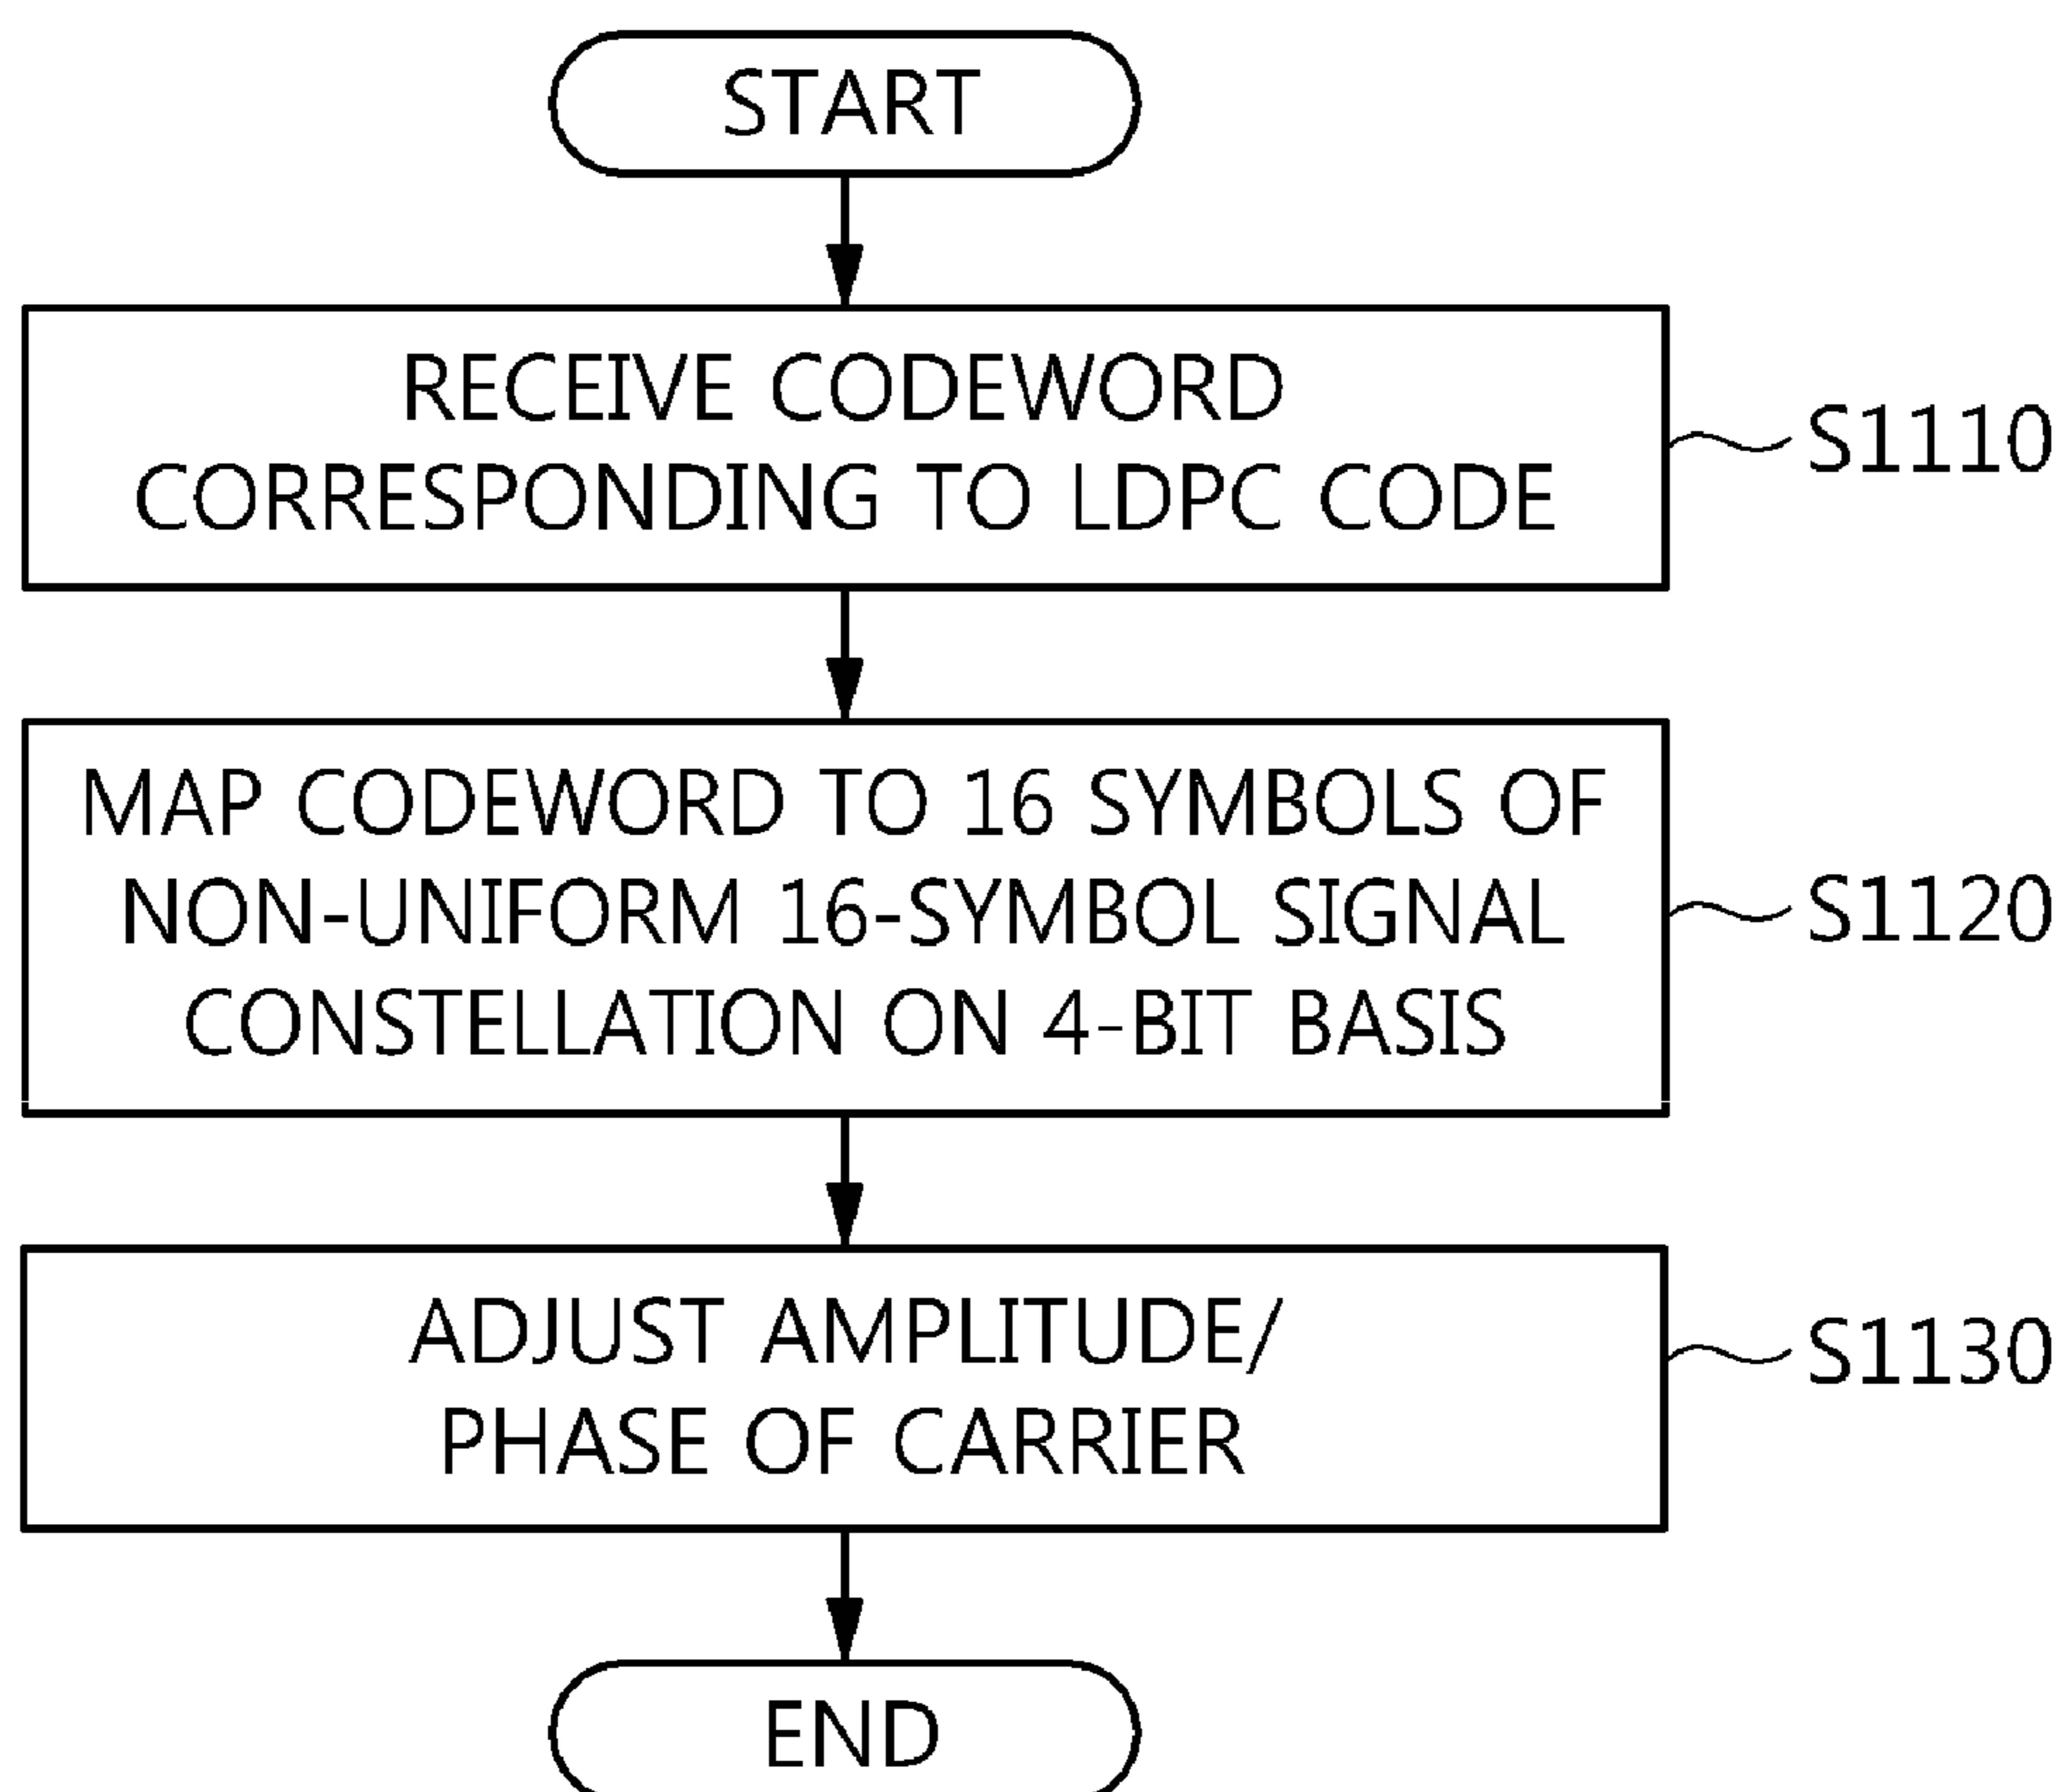 START
RECEIVE CODEWORD
CORRESPONDING TO LDPC CODE
S1110
MAP CODEWORD TO 16 SYMBOLS OF
NON-UNIFORM 16-SYMBOL SIGNAL
CONSTELLATION ON 4-BIT BASIS
S1120
ADJUST AMPLITUDE/
PHASE OF CARRIER
S1130
END